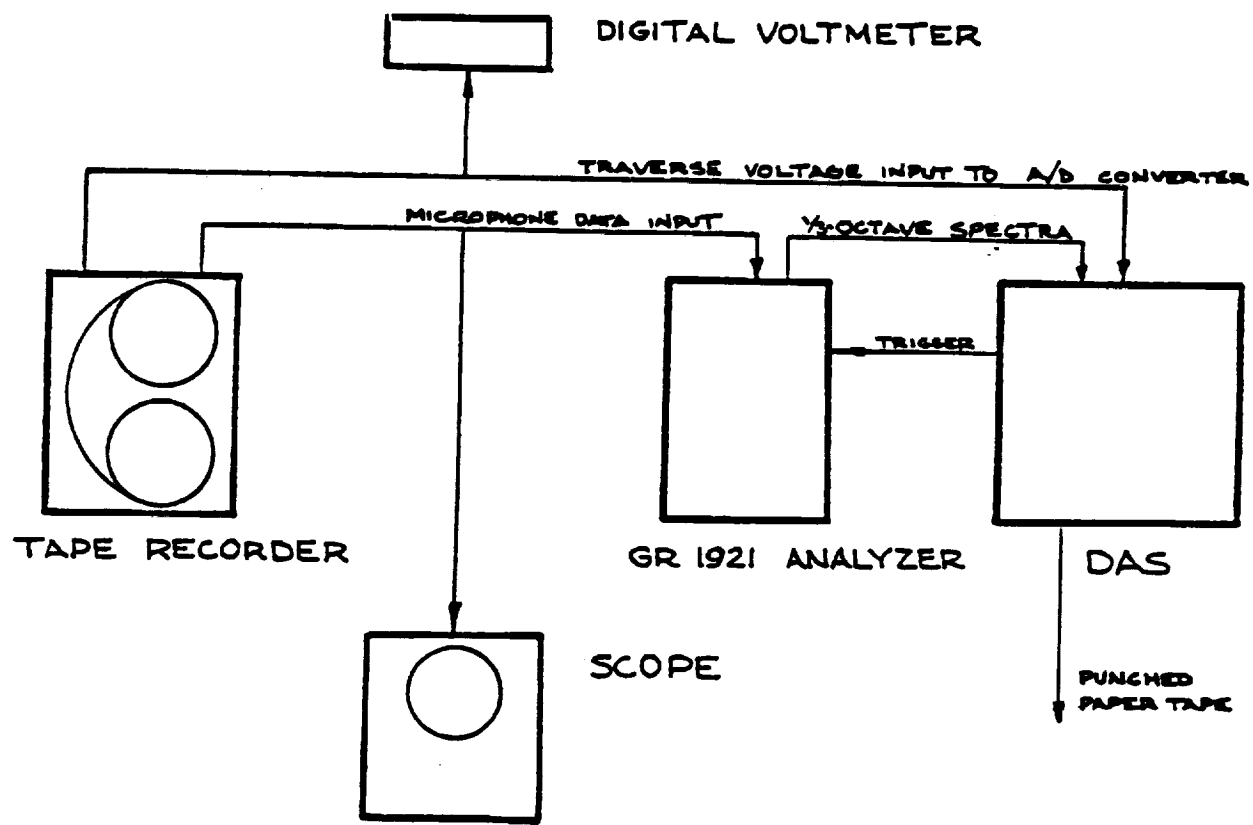 DIGITAL VOLTMETER
TRAVERSE VOLTAGE INPUT TO A/D CONVERTER
MICROPHONE DATA INPUT
1/3-OCTAVE SPECTRA
TRIGGER
TAPE RECORDER
GR 1921 ANALYZER
DAS
SCOPE
PUNCHED
PAPER TAPE